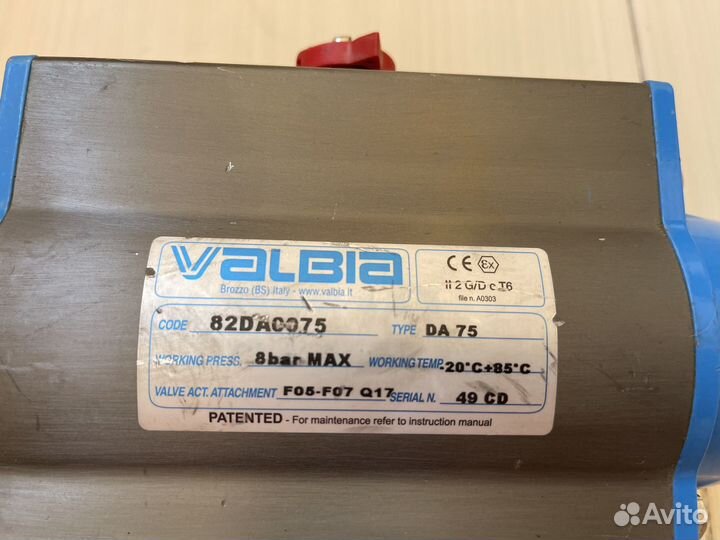 VALBIA
Brozzo (BS) Italy - www.valbia.it
CE Ex
II 2 G/D c T6
file n. A0303
CODE 82DA0075 TYPE DA 75
WORKING PRESS. 8bar MAX WORKING TEMP. -20°C+85°C
VALVE ACT. ATTACHMENT F05-F07 Q17 SERIAL N. 49 CD
PATENTED - For maintenance refer to instruction manual
Avito